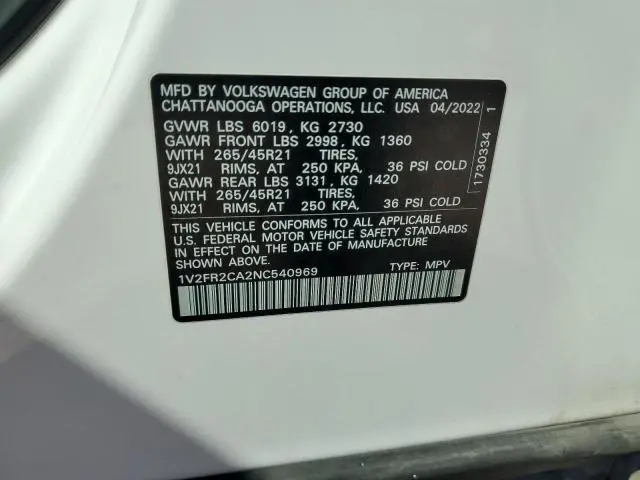 MFD BY VOLKSWAGEN GROUP OF AMERICA
CHATTANOOGA OPERATIONS, LLC. USA 04/2022
GVWR LBS 6019, KG 2730
GAWR FRONT LBS 2998, KG 1360
WITH 265/45R21 TIRES,
9JX21 RIMS, AT 250 KPA, 36 PSI COLD
GAWR REAR LBS 3131, KG 1420
WITH 265/45R21 TIRES,
9JX21 RIMS, AT 250 KPA, 36 PSI COLD
THIS VEHICLE CONFORMS TO ALL APPLICABLE
U.S. FEDERAL MOTOR VEHICLE SAFETY STANDARDS
IN EFFECT ON THE DATE OF MANUFACTURE
SHOWN ABOVE.
1V2FR2CA2NC540969 TYPE: MPV
1730334 1